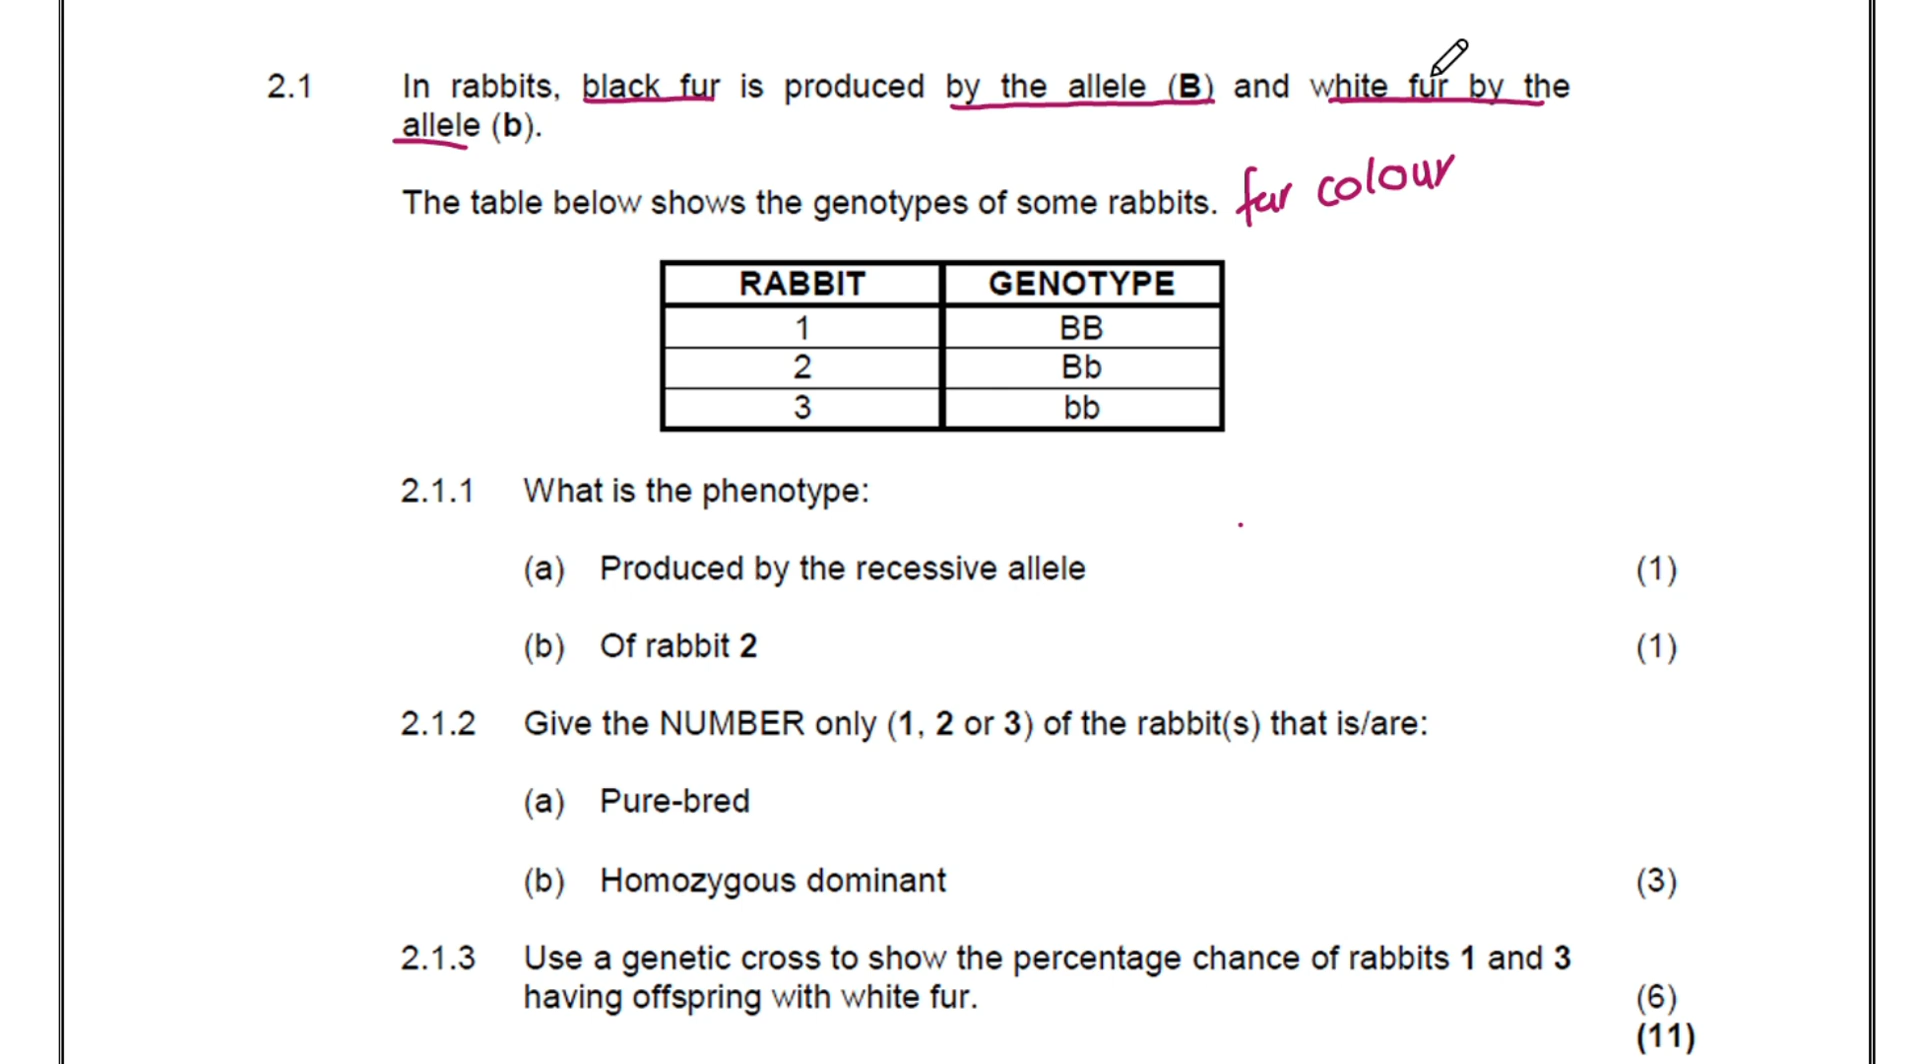 2.1 In rabbits, black fur is produced by the allele (B) and white fur by the
allele (b).
The table below shows the genotypes of some rabbits. fur colour
RABBIT GENOTYPE
1 BB
2 Bb
3 bb
2.1.1 What is the phenotype:
(a) Produced by the recessive allele (1)
(b) Of rabbit 2 (1)
2.1.2 Give the NUMBER only (1, 2 or 3) of the rabbit(s) that is/are:
(a) Pure-bred
(b) Homozygous dominant (3)
2.1.3 Use a genetic cross to show the percentage chance of rabbits 1 and 3
having offspring with white fur. (6)
(11)